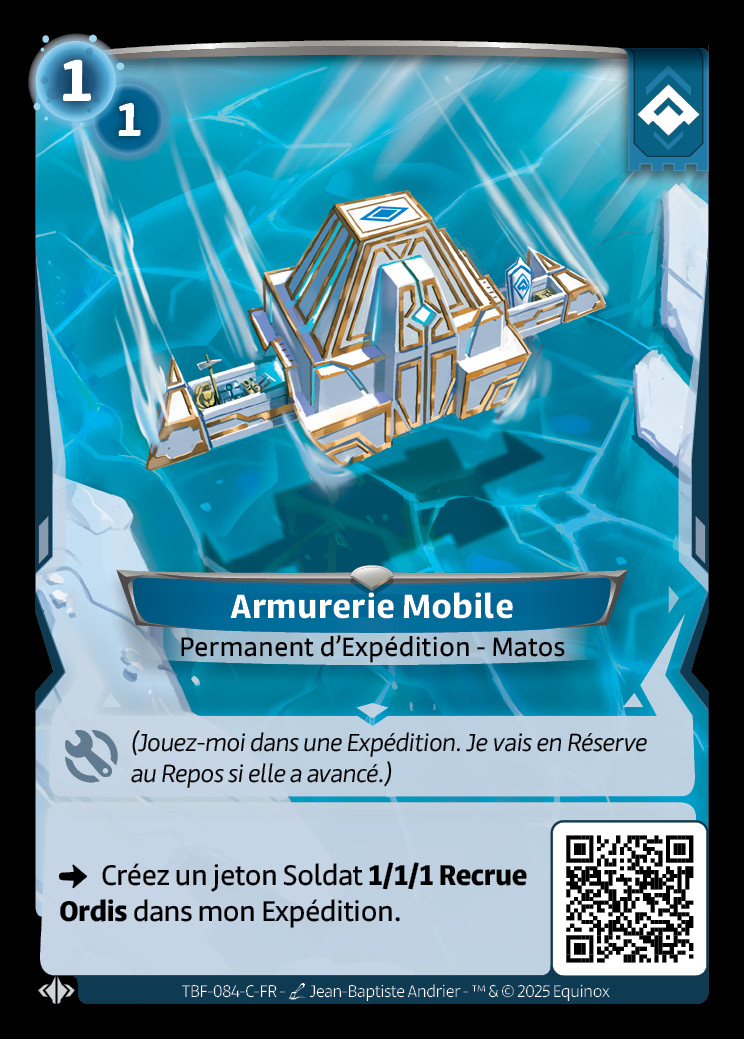 1
1
Armurerie Mobile
Permanent d'Expédition - Matos
(Jouez-moi dans une Expédition. Je vais en Réserve
au Repos si elle a avancé.)
Créez un jeton Soldat 1/1/1 Recrue
Ordis dans mon Expédition.
TBF-084-C-FR - Jean-Baptiste Andrier - ™ & © 2025 Equinox